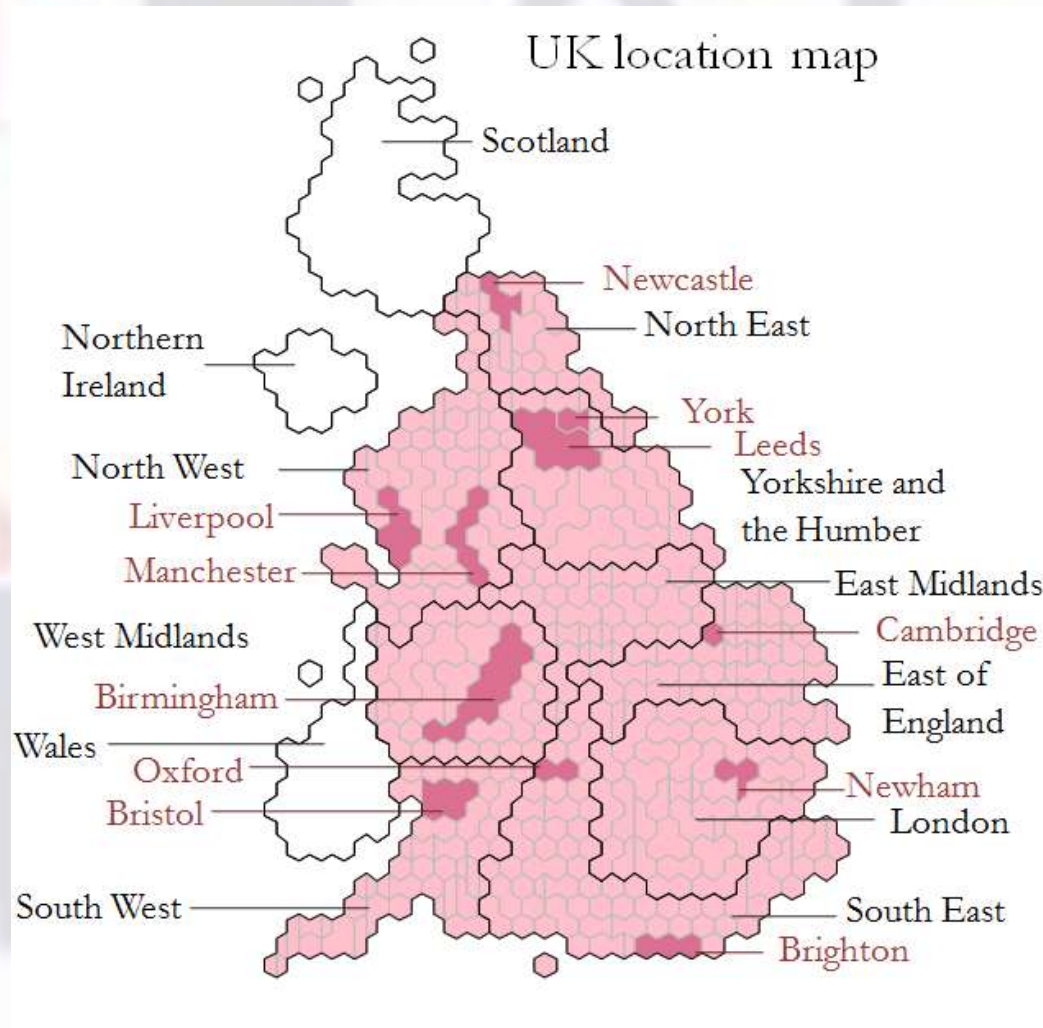 UK location map
Scotland
Newcastle
North East
Northern
Ireland
York
Leeds
North West
Yorkshire and
the Humber
Liverpool
Manchester
East Midlands
West Midlands
Cambridge
East of
England
Birmingham
Wales
Oxford
Newham
Bristol
London
South West
South East
Brighton